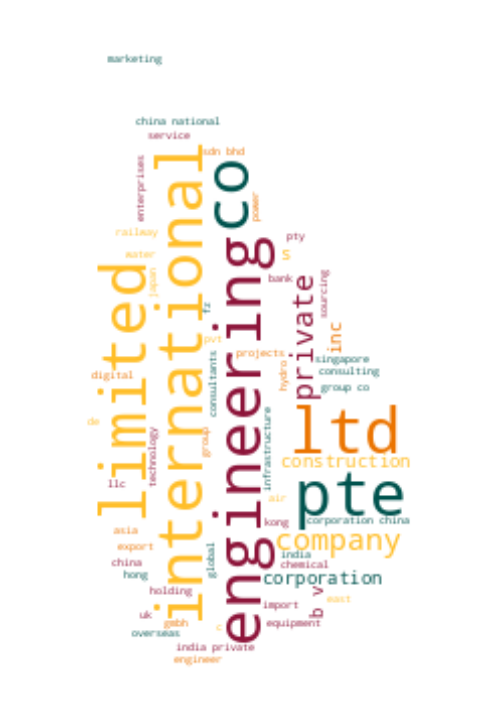 marketing
china national
service
sdn bhd
enterprises
international
co
power
railway
pty
water
s
limited
engineering
japan
bank
sourcing
private
fz
inc
pvt
projects
singapore
consultants
hydro
consulting
digital
group co
ltd
de
infrastructure
technology
group
construction
llc
pte
air
kong
corporation china
asia
company
export
india
global
china
chemical
hong
corporation
holding
b v
east
import
uk
gmbh
c
equipment
overseas
india private
engineer